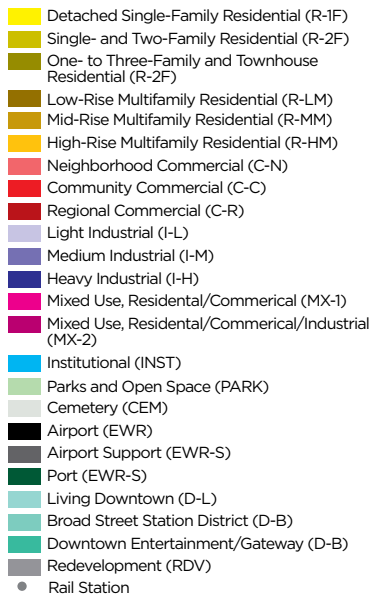 Detached Single-Family Residential (R-1F)
Single- and Two-Family Residential (R-2F)
One- to Three-Family and Townhouse
Residential (R-2F)
Low-Rise Multifamily Residential (R-LM)
Mid-Rise Multifamily Residential (R-MM)
High-Rise Multifamily Residential (R-HM)
Neighborhood Commercial (C-N)
Community Commercial (C-C)
Regional Commercial (C-R)
Light Industrial (I-L)
Medium Industrial (I-M)
Heavy Industrial (I-H)
Mixed Use, Residental/Commerical (MX-1)
Mixed Use, Residental/Commerical/Industrial
(MX-2)
Institutional (INST)
Parks and Open Space (PARK)
Cemetery (CEM)
Airport (EWR)
Airport Support (EWR-S)
Port (EWR-S)
Living Downtown (D-L)
Broad Street Station District (D-B)
Downtown Entertainment/Gateway (D-B)
Redevelopment (RDV)
Rail Station